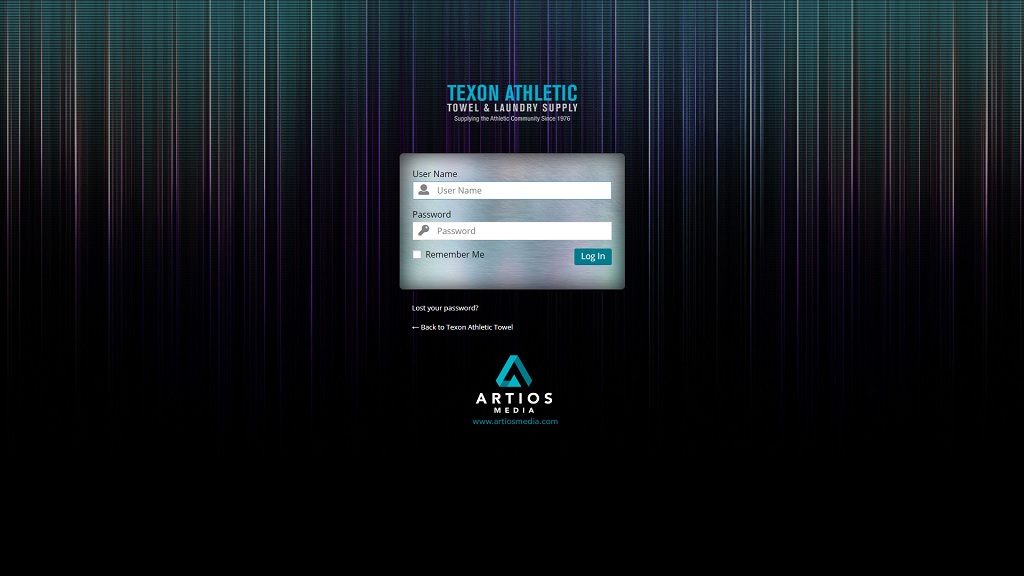 TEXON ATHLETIC
TOWEL & LAUNDRY SUPPLY
Supplying the Athletic Community Since 1976
User Name
User Name
Password
Password
Remember Me
Log In
Lost your password?
← Back to Texon Athletic Towel
ARTIOS
MEDIA
www.artiosmedia.com